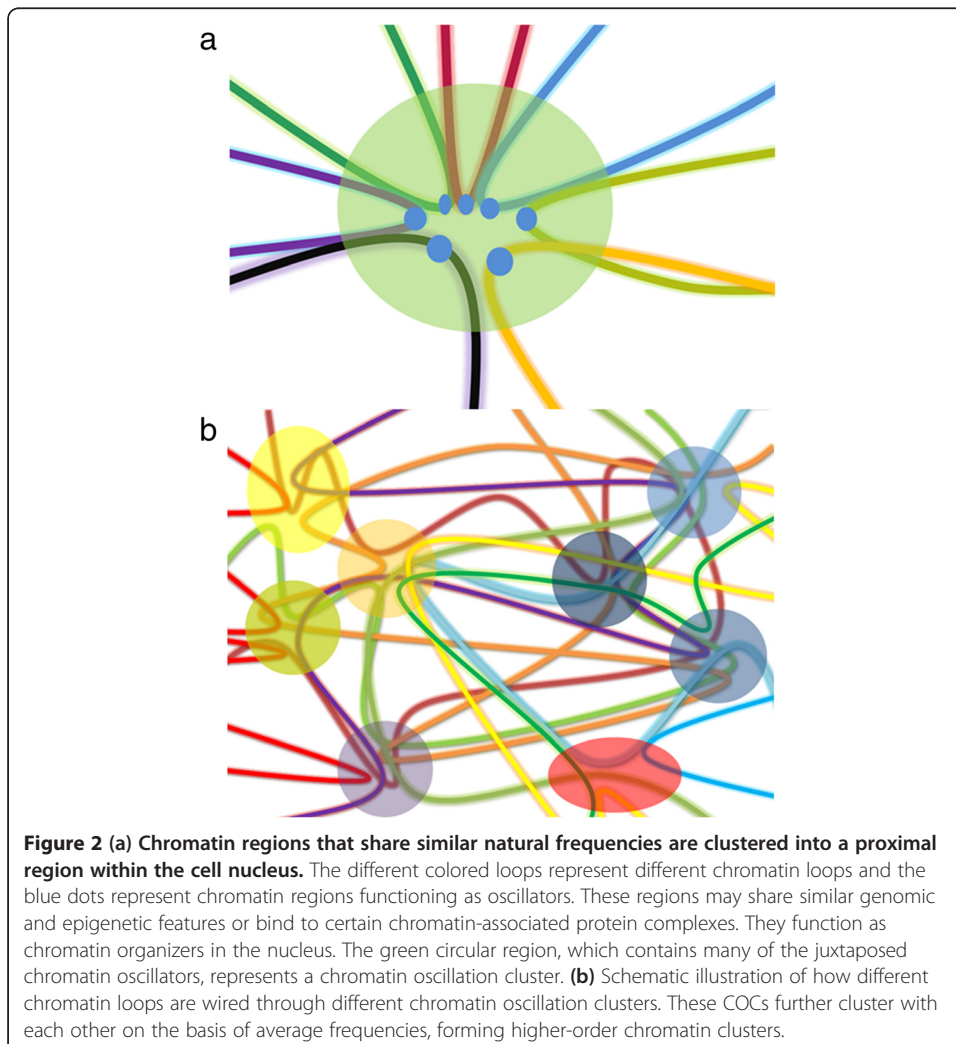 a
b
Figure 2 (a) Chromatin regions that share similar natural frequencies are clustered into a proximal
region within the cell nucleus. The different colored loops represent different chromatin loops and the
blue dots represent chromatin regions functioning as oscillators. These regions may share similar genomic
and epigenetic features or bind to certain chromatin-associated protein complexes. They function as
chromatin organizers in the nucleus. The green circular region, which contains many of the juxtaposed
chromatin oscillators, represents a chromatin oscillation cluster. (b) Schematic illustration of how different
chromatin loops are wired through different chromatin oscillation clusters. These COCs further cluster with
each other on the basis of average frequencies, forming higher-order chromatin clusters.